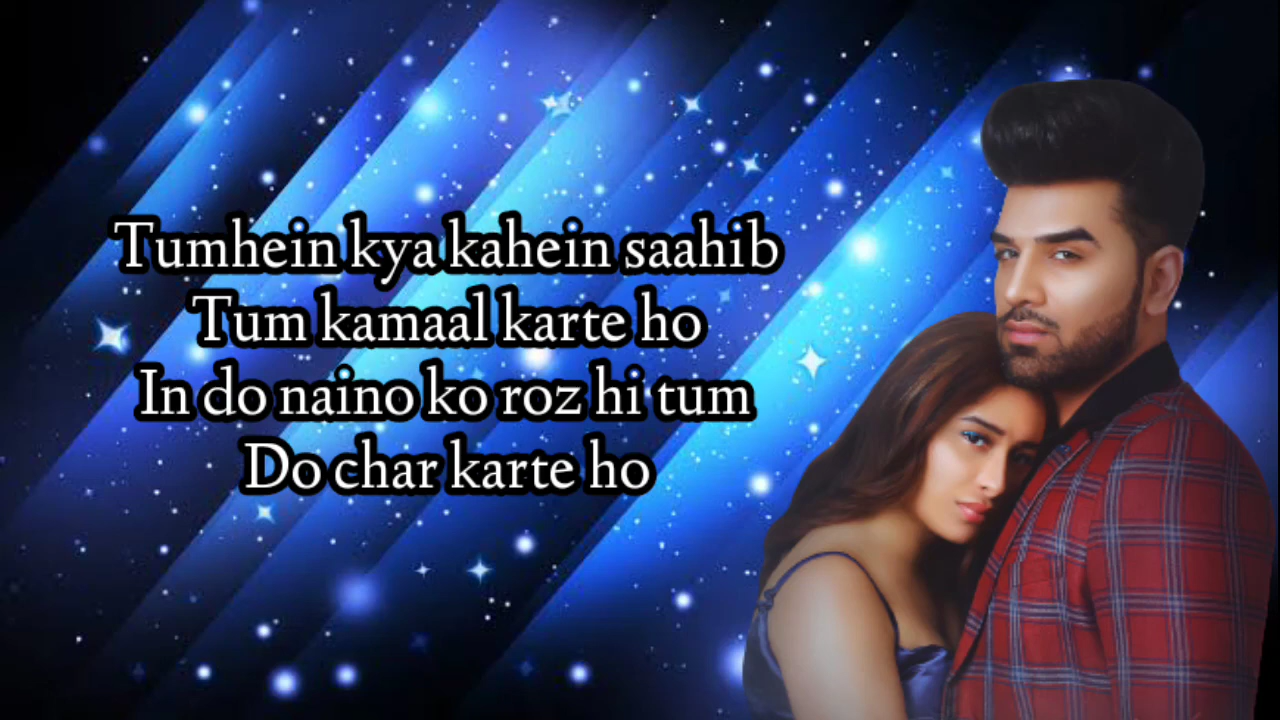 Tumhein kya kahein saahib
Tum kamaal karte ho
In do naino ko roz hi tum
Do char karte ho